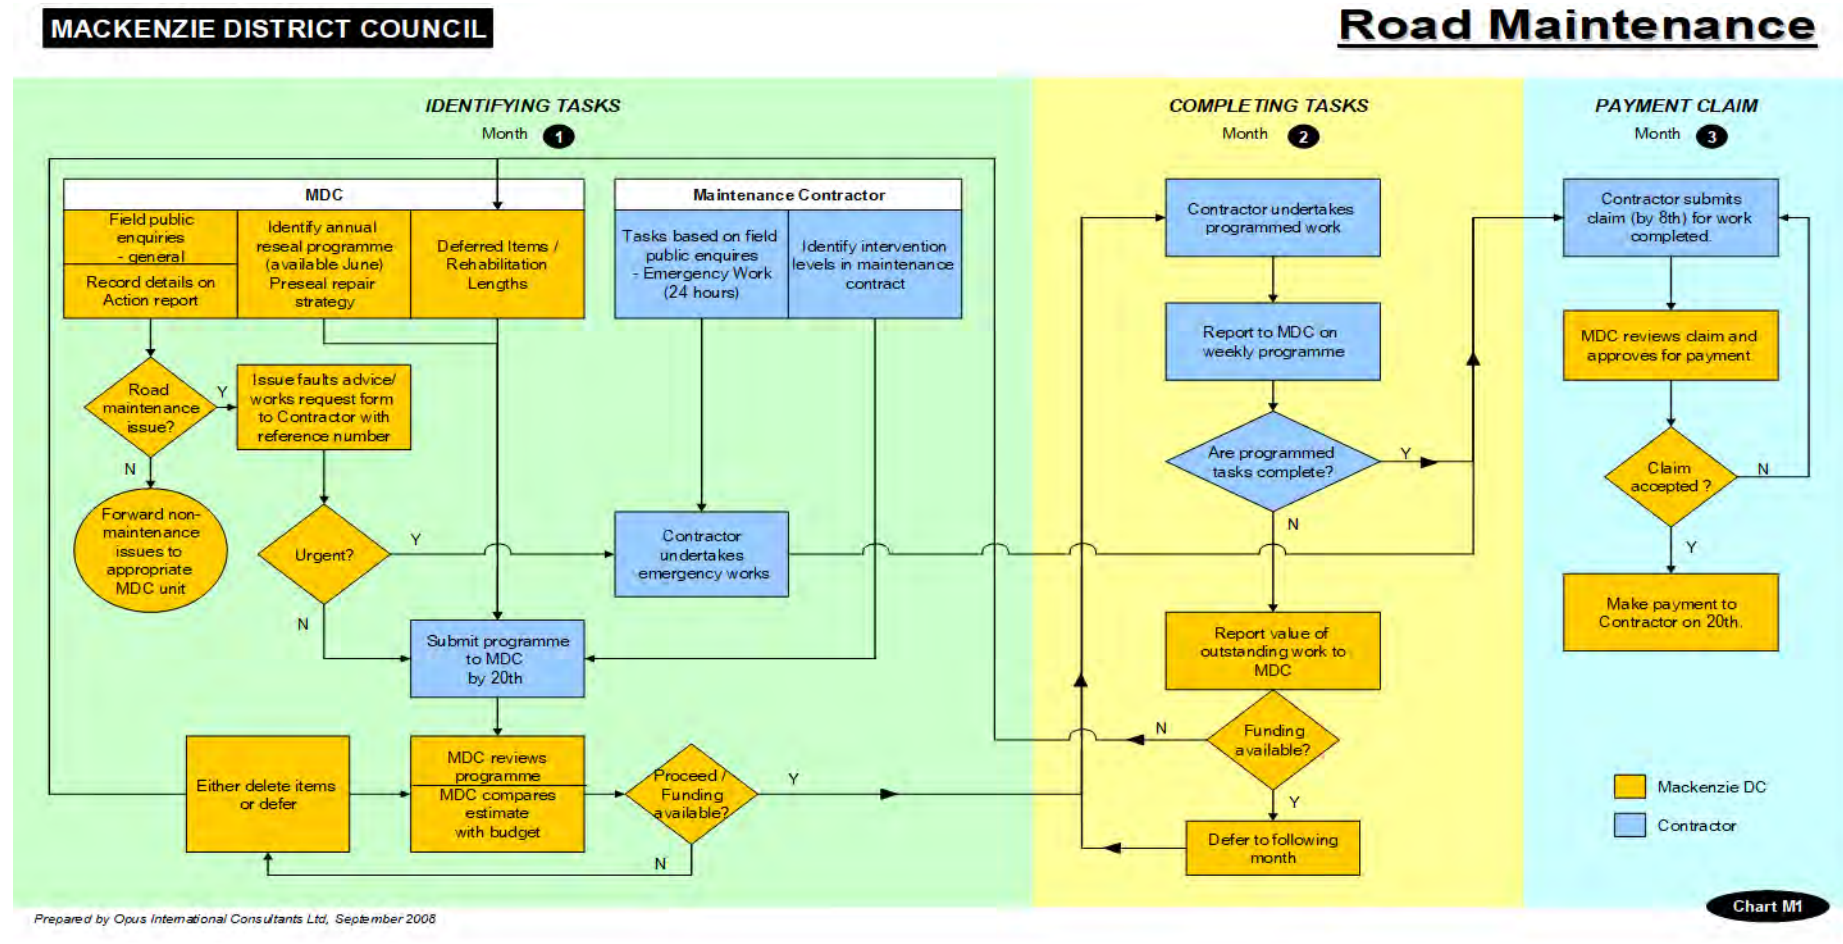 MACKENZIE DISTRICT COUNCIL
Road Maintenance
IDENTIFYING TASKS
Month 1
COMPLETING TASKS
Month 2
PAYMENT CLAIM
Month 3
MDC
Field public
enquiries
- general
Record details on
Action report
Identify annual
reseal programme
(available June)
Preseal repair
strategy
Deferred Items /
Rehabilitation
Lengths
Maintenance Contractor
Tasks based on field
public enquires
- Emergency Work
(24 hours)
Identify intervention
levels in maintenance
contract
Road
maintenance
issue?
Y
N
Issue faults advice/
works request form
to Contractor with
reference number
Forward non-
maintenance
issues to
appropriate
MDC unit
Urgent?
Y
N
Contractor
undertakes
emergency works
Submit programme
to MDC
by 20th
Either delete items
or defer
MDC reviews
programme
MDC compares
estimate
with budget
Proceed /
Funding
available?
Y
N
Contractor undertakes
programmed work
Report to MDC on
weekly programme
Are programmed
tasks complete?
Y
N
Report value of
outstanding work to
MDC
Funding
available?
N
Y
Defer to following
month
Contractor submits
claim (by 8th) for work
completed.
MDC reviews claim and
approves for payment
Claim
accepted ?
N
Y
Make payment to
Contractor on 20th.
Mackenzie DC
Contractor
Chart M1
Prepared by Opus International Consultants Ltd, September 2008